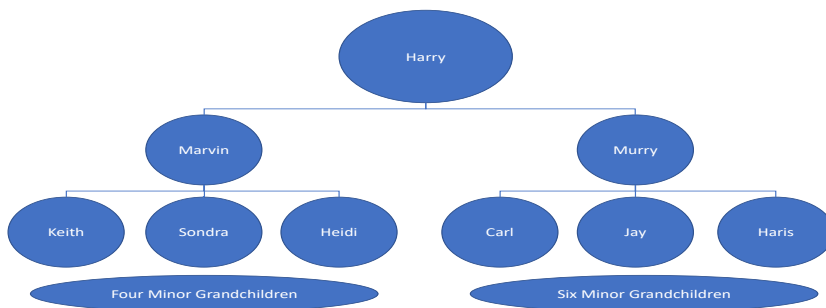 Harry
Marvin
Murry
Keith
Sondra
Heidi
Carl
Jay
Haris
Four Minor Grandchildren
Six Minor Grandchildren